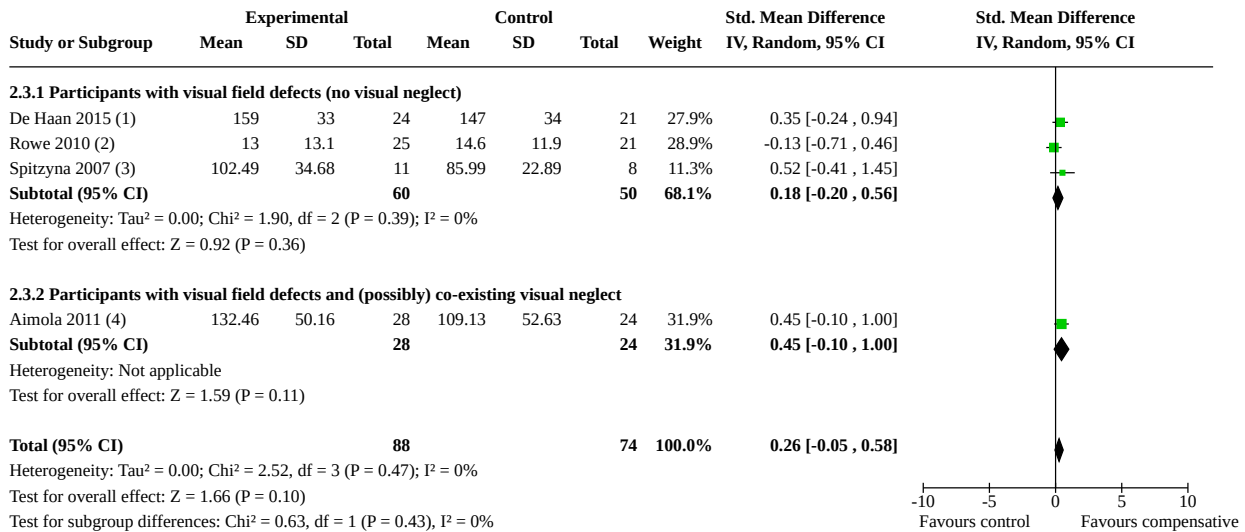 Experimental Control Std. Mean Difference Std. Mean Difference
Study or Subgroup Mean SD Total Mean SD Total Weight IV, Random, 95% CI IV, Random, 95% CI
2.3.1 Participants with visual field defects (no visual neglect)
De Haan 2015 (1) 159 33 24 147 34 21 27.9% 0.35 [-0.24 , 0.94]
Rowe 2010 (2) 13 13.1 25 14.6 11.9 21 28.9% -0.13 [-0.71 , 0.46]
Spitzyna 2007 (3) 102.49 34.68 11 85.99 22.89 8 11.3% 0.52 [-0.41 , 1.45]
Subtotal (95% CI) 60 50 68.1% 0.18 [-0.20 , 0.56]
Heterogeneity: Tau² = 0.00; Chi² = 1.90, df = 2 (P = 0.39); I² = 0%
Test for overall effect: Z = 0.92 (P = 0.36)
2.3.2 Participants with visual field defects and (possibly) co-existing visual neglect
Aimola 2011 (4) 132.46 50.16 28 109.13 52.63 24 31.9% 0.45 [-0.10 , 1.00]
Subtotal (95% CI) 28 24 31.9% 0.45 [-0.10 , 1.00]
Heterogeneity: Not applicable
Test for overall effect: Z = 1.59 (P = 0.11)
Total (95% CI) 88 74 100.0% 0.26 [-0.05 , 0.58]
Heterogeneity: Tau² = 0.00; Chi² = 2.52, df = 3 (P = 0.47); I² = 0%
Test for overall effect: Z = 1.66 (P = 0.10)
-10 -5 0 5 10
Test for subgroup differences: Chi² = 0.63, df = 1 (P = 0.43), I² = 0% Favours control Favours compensative